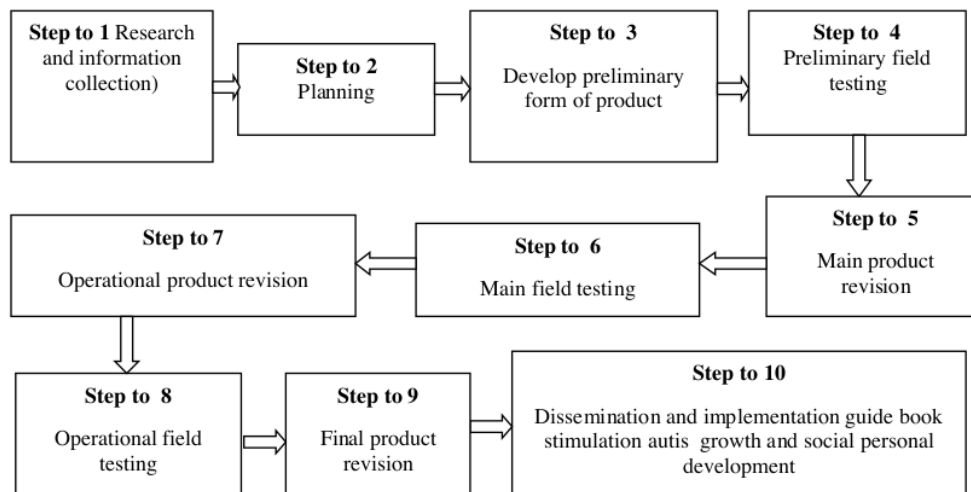 Step to 1 Research
and information
collection)
Step to 2
Planning
Step to 3
Develop preliminary
form of product
Step to 4
Preliminary field
testing
Step to 5
Main product
revision
Step to 6
Main field testing
Step to 7
Operational product revision
Step to 8
Operational field
testing
Step to 9
Final product
revision
Step to 10
Dissemination and implementation guide book
stimulation autis growth and social personal
development